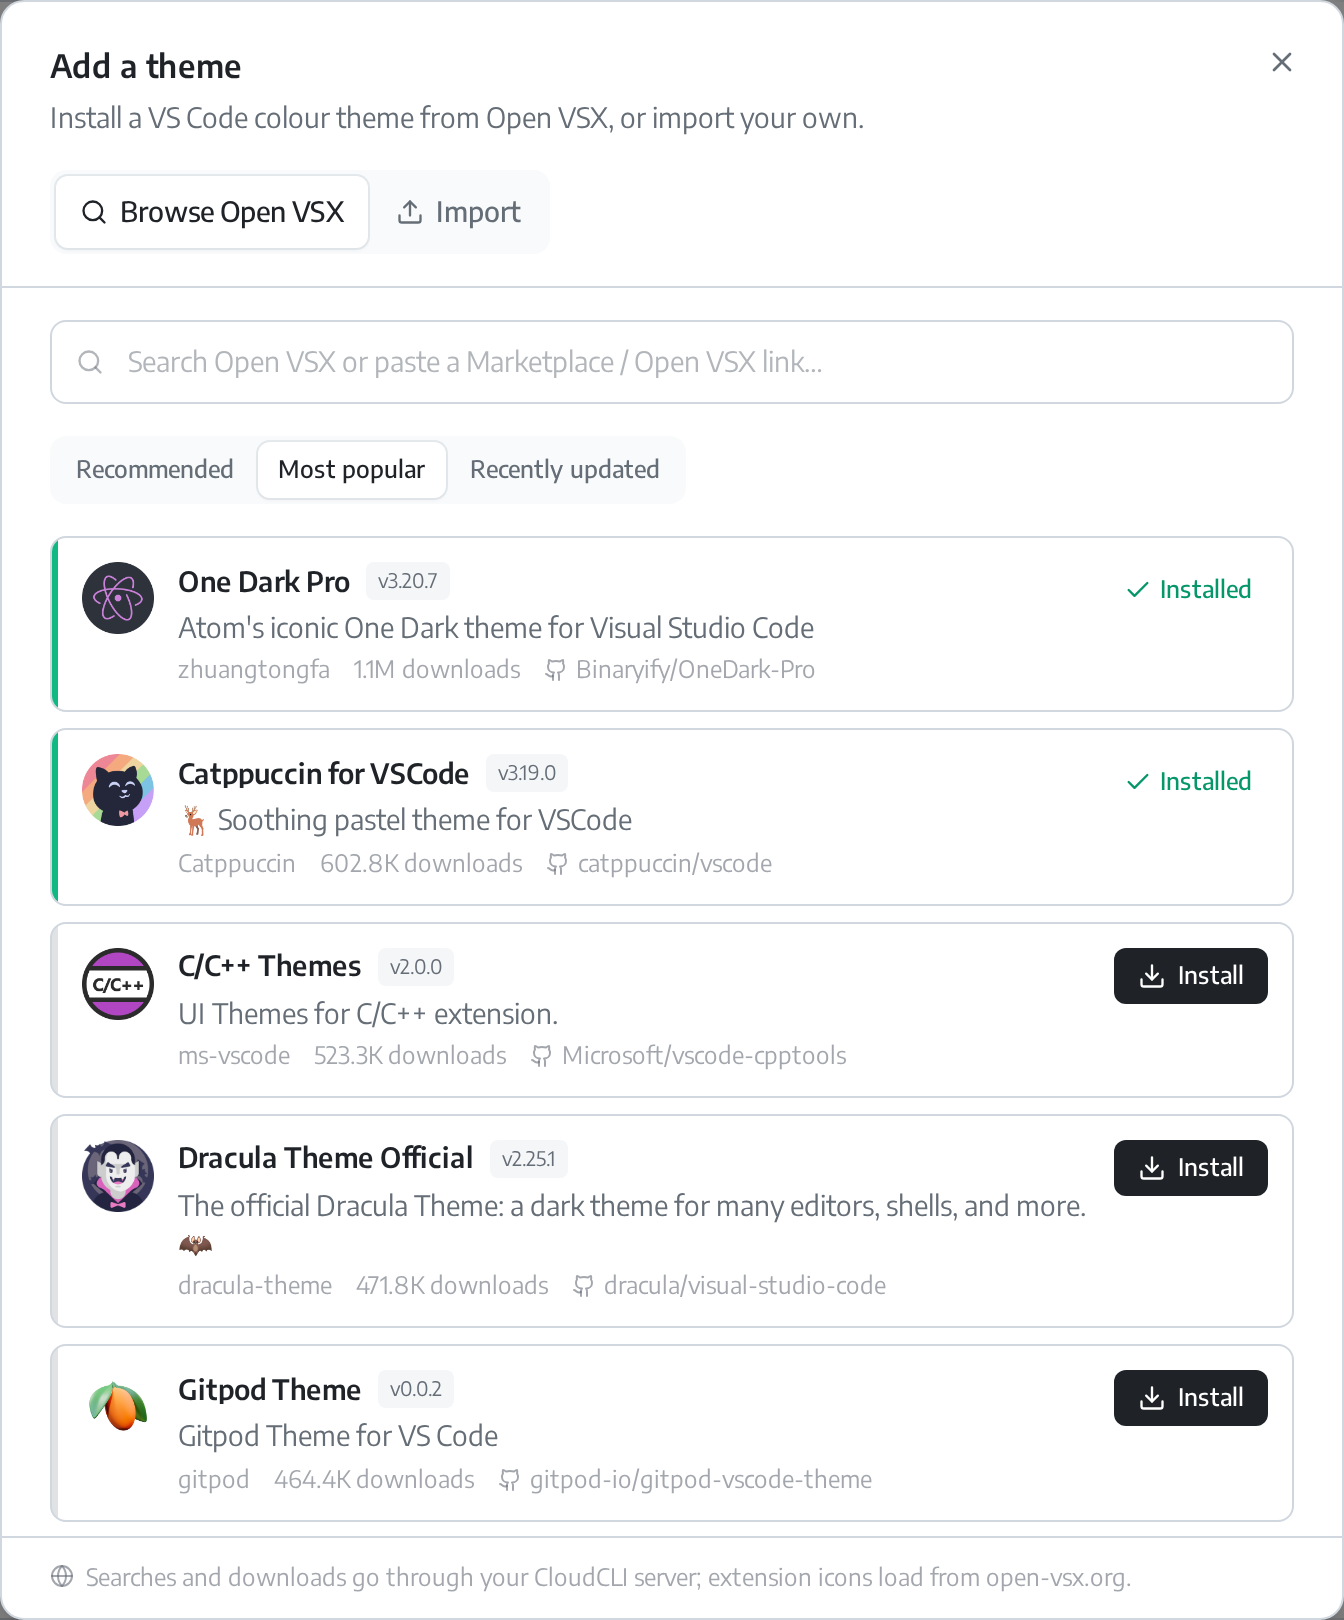 Add a theme
Install a VS Code colour theme from Open VSX, or import your own.
Browse Open VSX
Import
Search Open VSX or paste a Marketplace / Open VSX link...
Recommended
Most popular
Recently updated
One Dark Pro v3.20.7
Installed
Atom's iconic One Dark theme for Visual Studio Code
zhuangtongfa 1.1M downloads Binaryify/OneDark-Pro
Catppuccin for VSCode v3.19.0
Installed
🦌 Soothing pastel theme for VSCode
Catppuccin 602.8K downloads catppuccin/vscode
C/C++
C/C++ Themes v2.0.0
Install
UI Themes for C/C++ extension.
ms-vscode 523.3K downloads Microsoft/vscode-cpptools
Dracula Theme Official v2.25.1
Install
The official Dracula Theme: a dark theme for many editors, shells, and more.
🦇
dracula-theme 471.8K downloads dracula/visual-studio-code
Gitpod Theme v0.0.2
Install
Gitpod Theme for VS Code
gitpod 464.4K downloads gitpod-io/gitpod-vscode-theme
Searches and downloads go through your CloudCLI server; extension icons load from open-vsx.org.